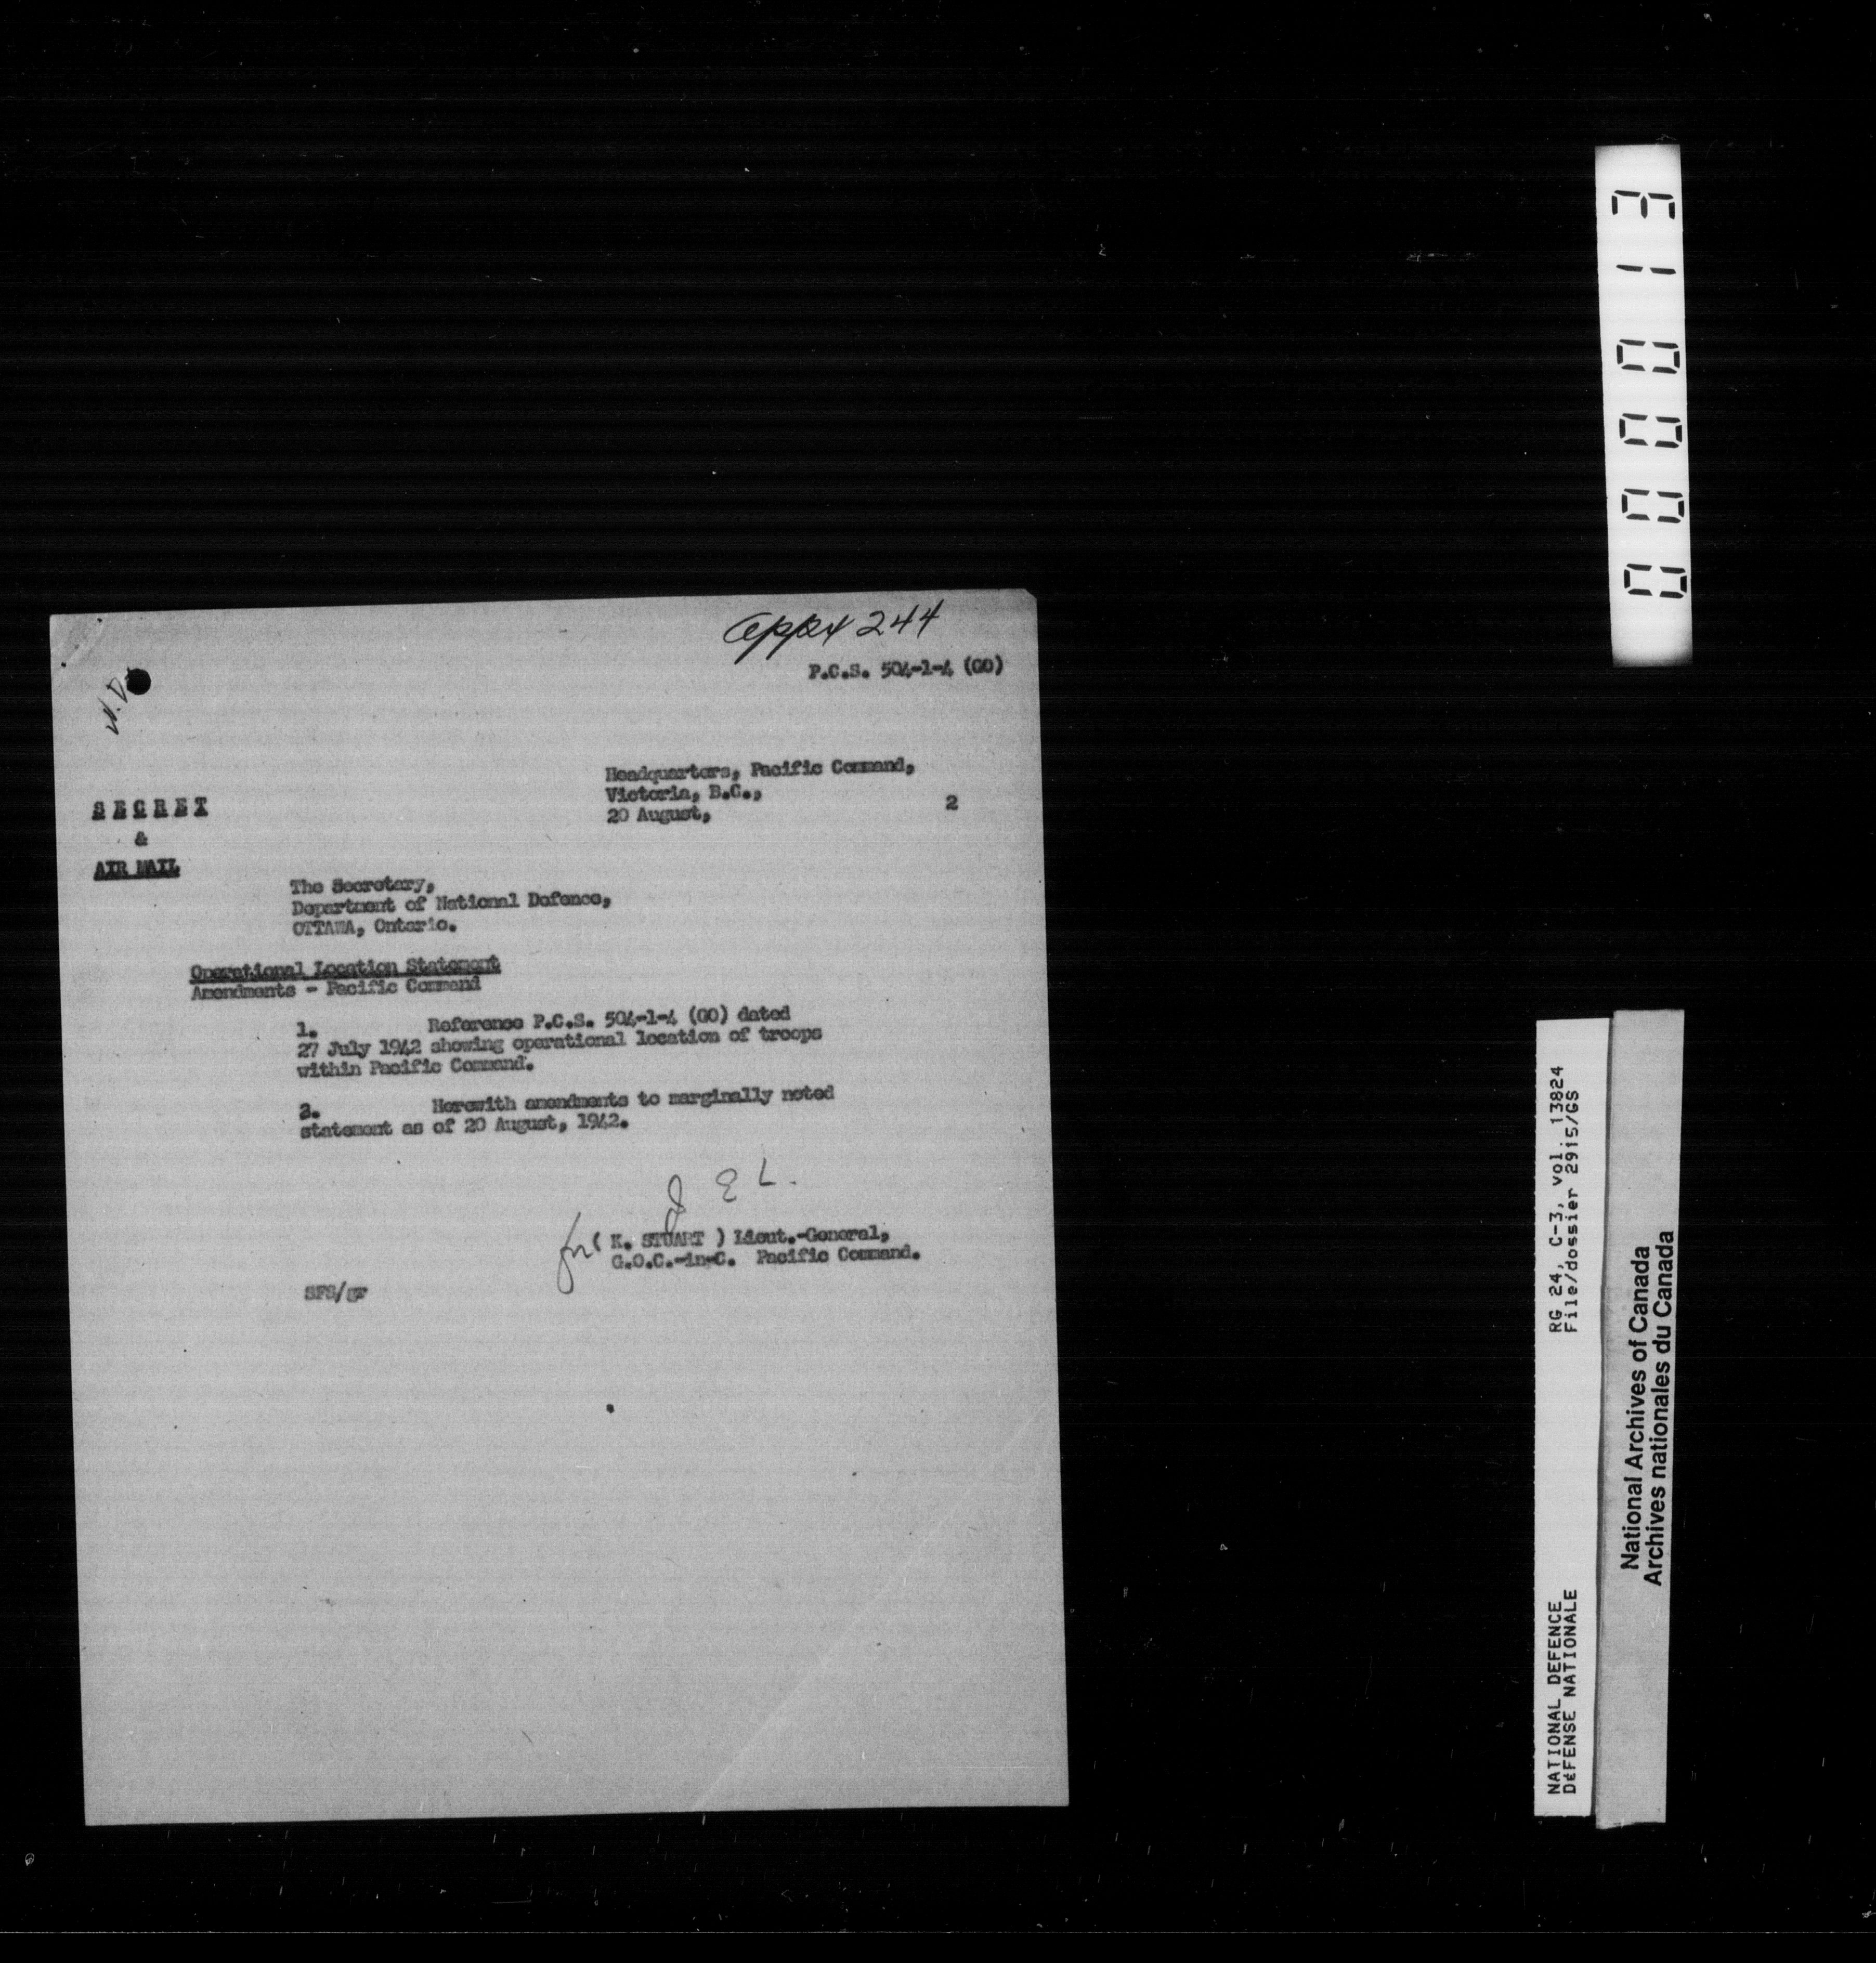 Appx 244
P.C.S. 504-1-4 (GO)
Headquarters, Pacific Command,
Victoria, B.C.,
20 August, 2
SECRET
&
AIR MAIL
The Secretary,
Department of National Defence,
OTTAWA, Ontario.
Operational Location Statement
Amendments - Pacific Command
1. Reference P.C.S. 504-1-4 (GO) dated
27 July 1942 showing operational location of troops
within Pacific Command.
2. Herewith amendments to marginally noted
statement as of 20 August, 1942.
for ( K. STUART ) Lieut.-General,
G.O.C.-in-C. Pacific Command.
SFS/gr
000013
RG 24, C-3, vol. 13824
File/dossier 2915/GS
NATIONAL DEFENCE
DéFENSE NATIONALE
National Archives of Canada
Archives nationales du Canada